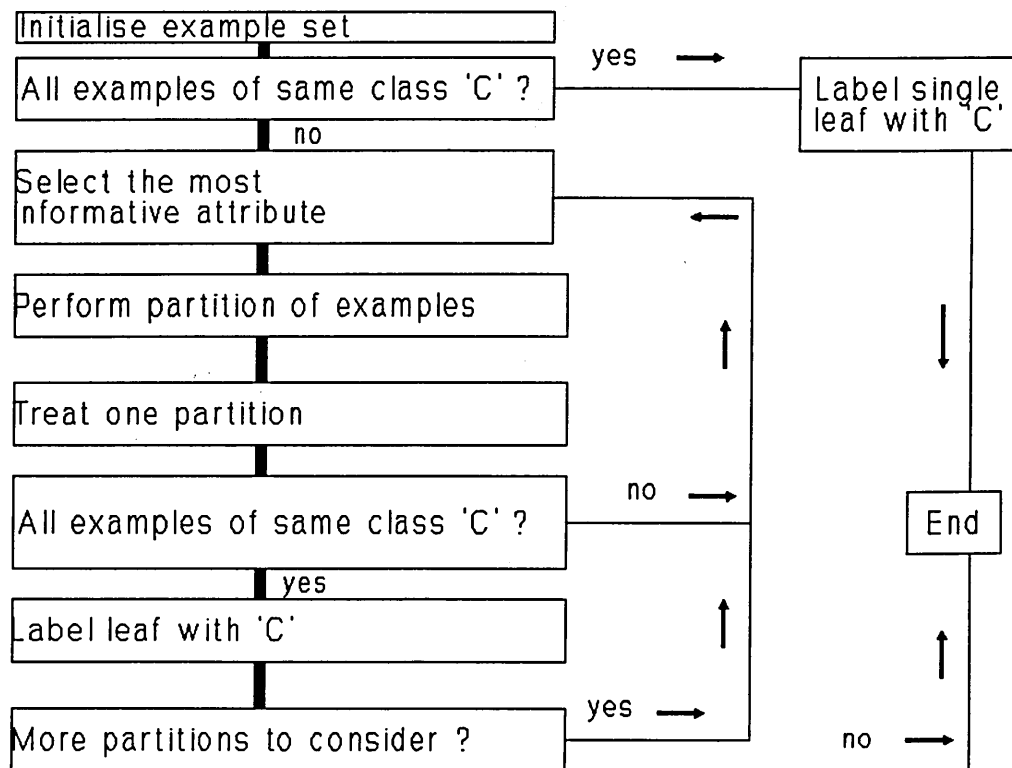 Initialise example set
yes
All examples of same class 'C' ?
Label single
leaf with 'C'
no
Select the most
nformative attribute
Perform partition of examples
Treat one partition
no
All examples of same class 'C' ?
End
yes
Label leaf with 'C'
yes
More partitions to consider ?
no